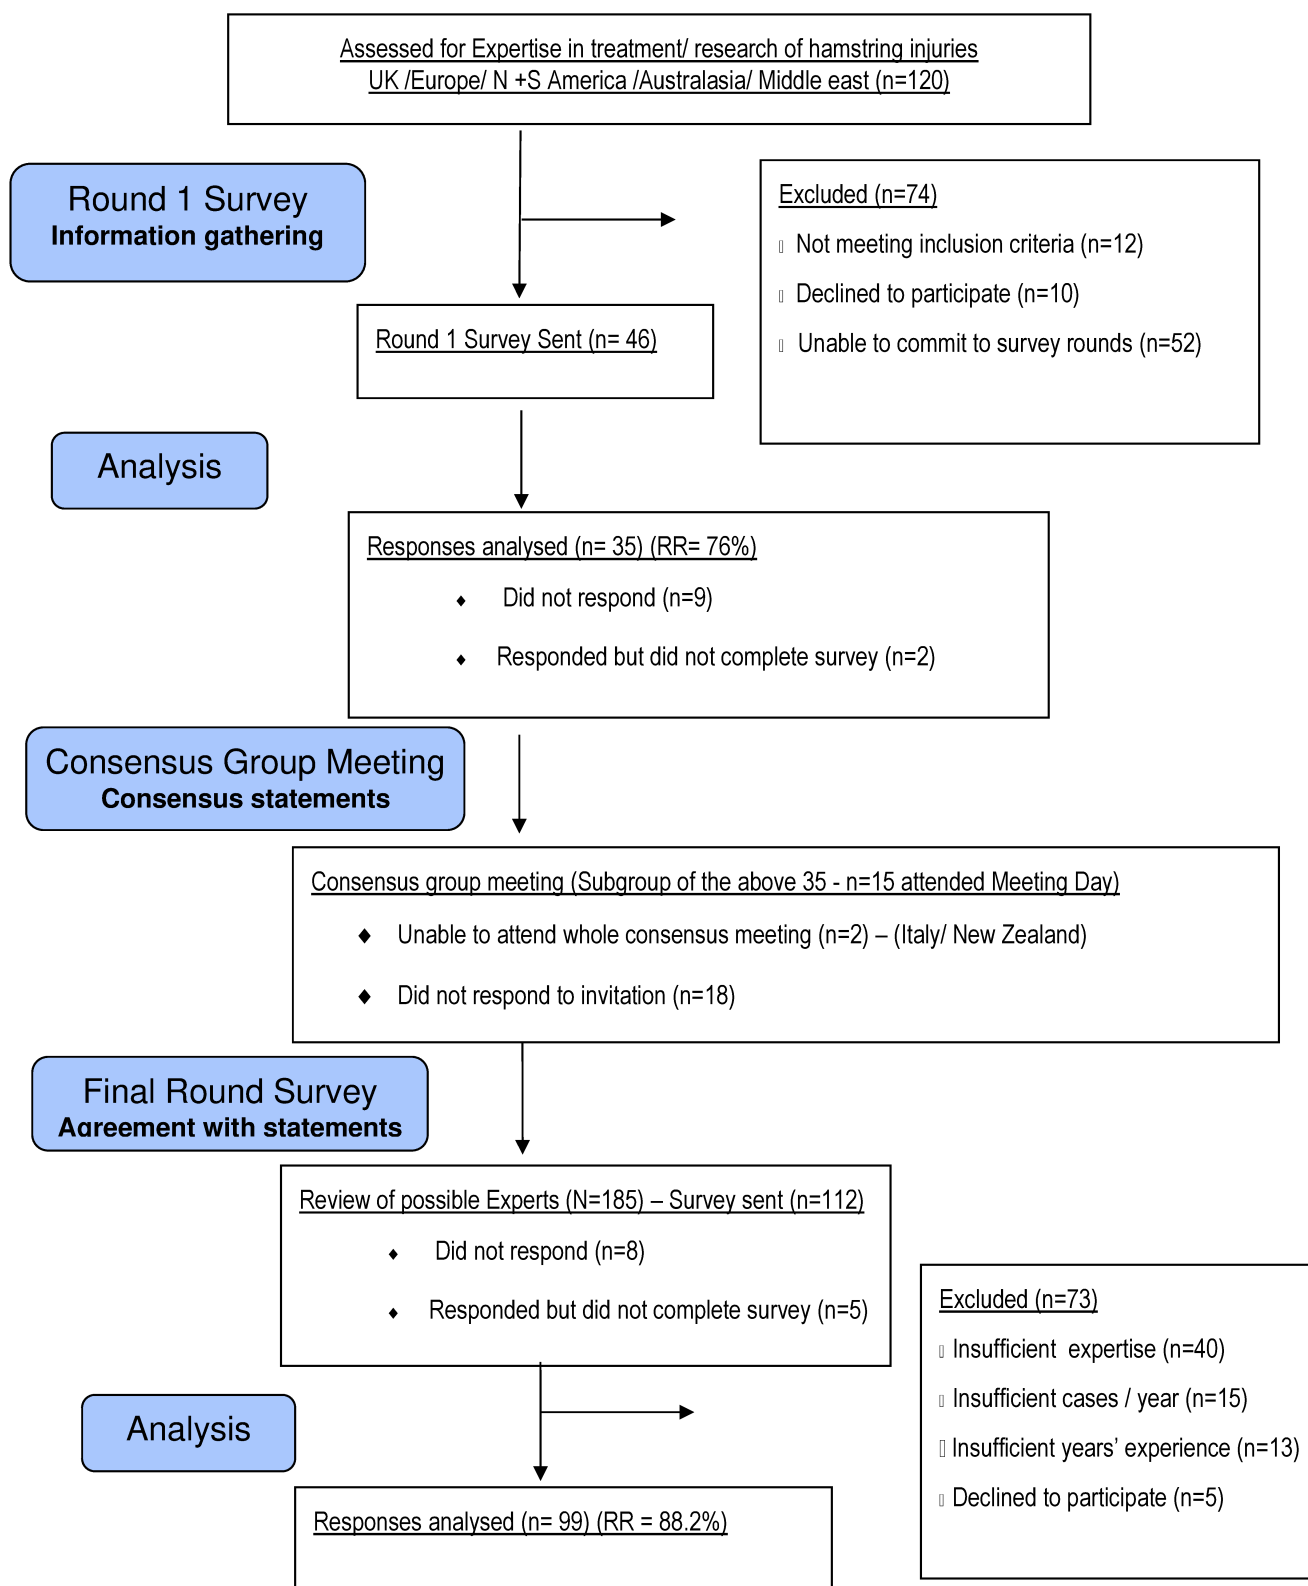 Assessed for Expertise in treatment/ research of hamstring injuries
UK /Europe/ N +S America /Australasia/ Middle east (n=120)
Round 1 Survey
Information gathering
Excluded (n=74)
Not meeting inclusion criteria (n=12)
Declined to participate (n=10)
Unable to commit to survey rounds (n=52)
Round 1 Survey Sent (n= 46)
Analysis
Responses analysed (n= 35) (RR= 76%)
Did not respond (n=9)
Responded but did not complete survey (n=2)
Consensus Group Meeting
Consensus statements
Consensus group meeting (Subgroup of the above 35 - n=15 attended Meeting Day)
Unable to attend whole consensus meeting (n=2) – (Italy/ New Zealand)
Did not respond to invitation (n=18)
Final Round Survey
Agreement with statements
Review of possible Experts (N=185) – Survey sent (n=112)
Did not respond (n=8)
Responded but did not complete survey (n=5)
Excluded (n=73)
Insufficient expertise (n=40)
Insufficient cases / year (n=15)
Insufficient years’ experience (n=13)
Declined to participate (n=5)
Analysis
Responses analysed (n= 99) (RR = 88.2%)